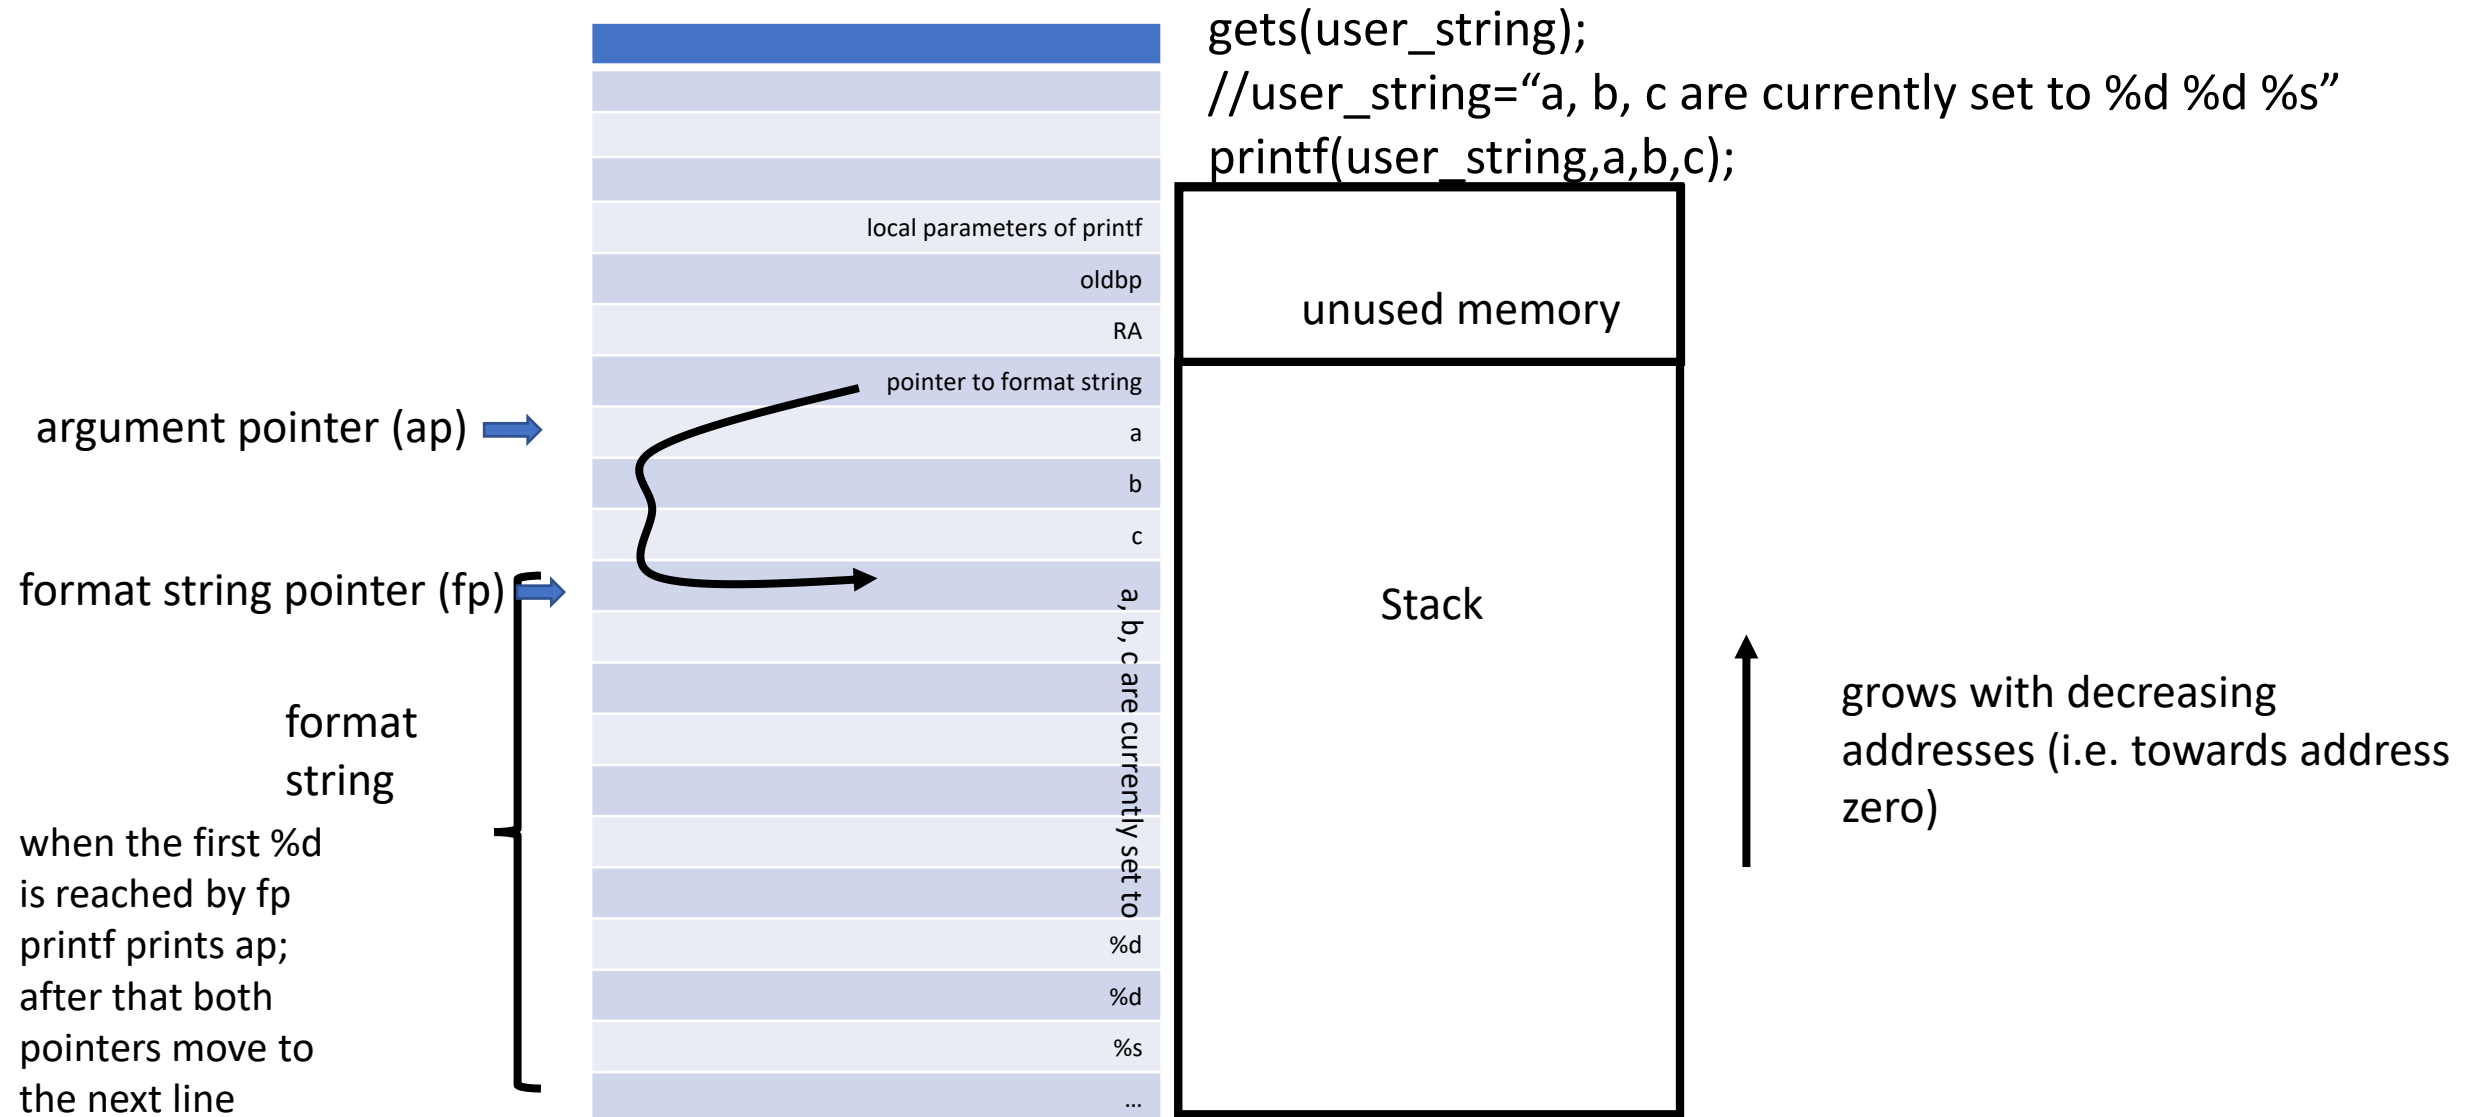 gets(user_string);
//user_string=“a, b, c are currently set to %d %d %s”
printf(user_string,a,b,c);
local parameters of printf
oldbp
RA
pointer to format string
a
b
c
a, b, c are currently set to
%d
%d
%s
...
argument pointer (ap)
format string pointer (fp)
format
string
when the first %d
is reached by fp
printf prints ap;
after that both
pointers move to
the next line
unused memory
Stack
grows with decreasing
addresses (i.e. towards address
zero)